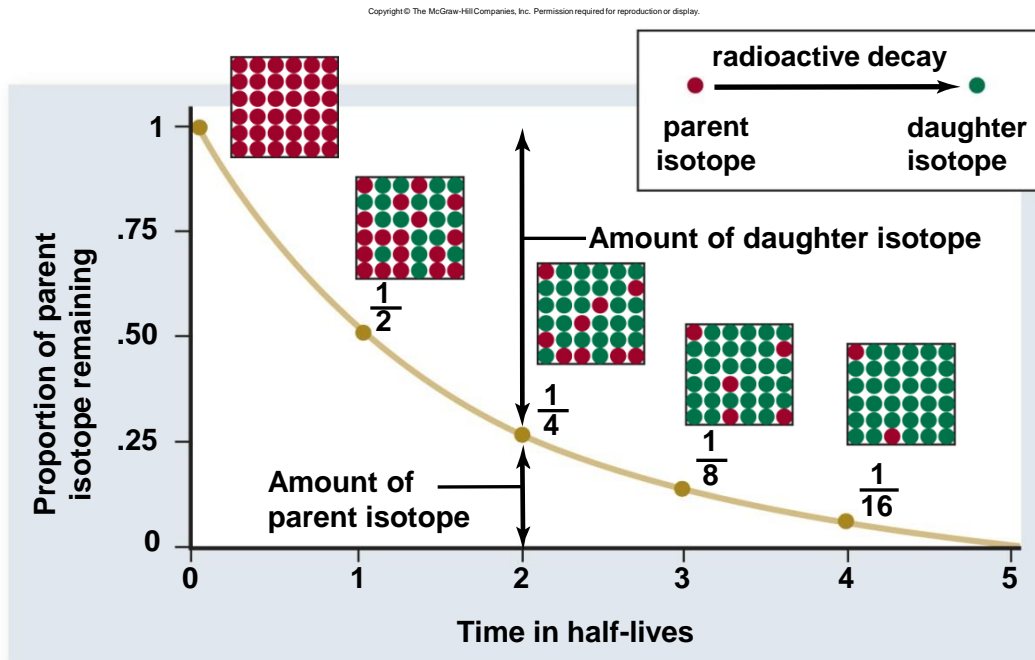 Copyright © The McGraw-Hill Companies, Inc. Permission required for reproduction or display.
radioactive decay
parent
isotope
daughter
isotope
1
.75
.50
.25
0
Proportion of parent
isotope remaining
1
2
Amount of daughter isotope
1
4
1
8
1
16
Amount of
parent isotope
0 1 2 3 4 5
Time in half-lives